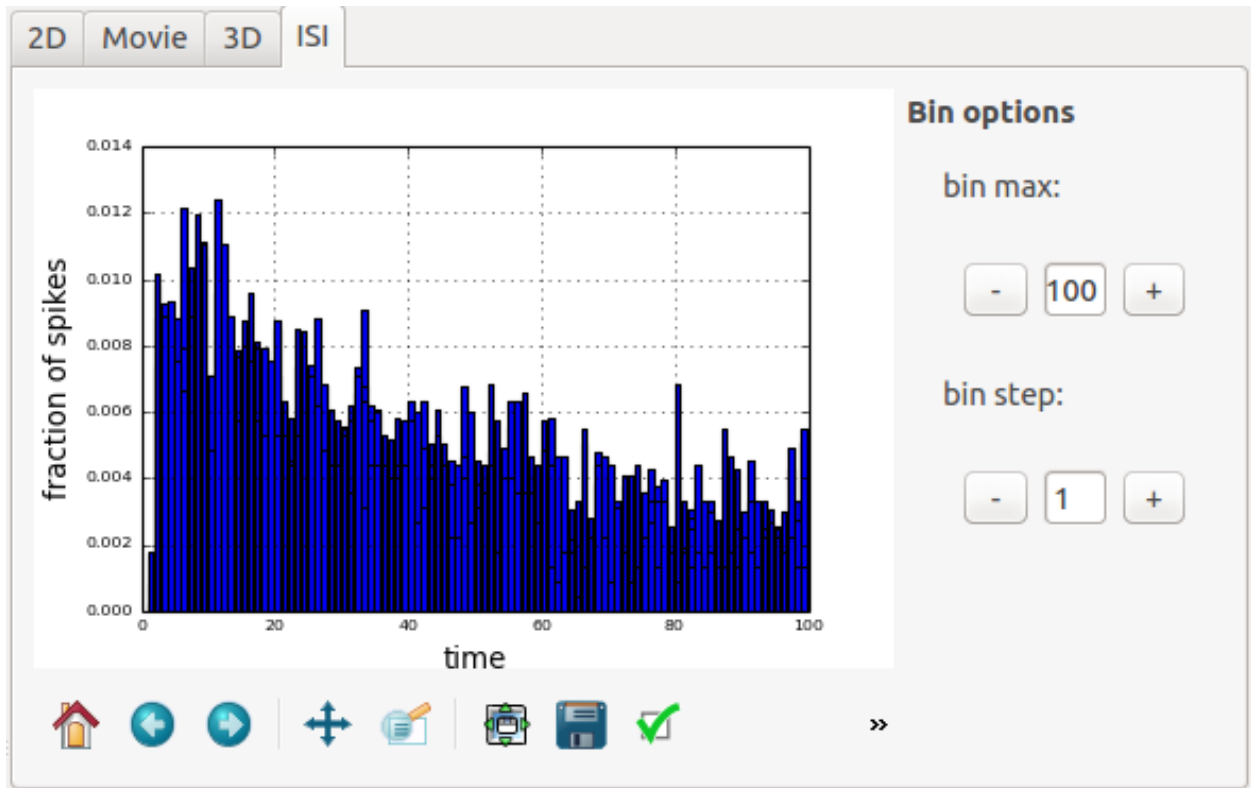 2D Movie 3D ISI
Bin options
bin max:
- 100 +
bin step:
- 1 +
fraction of spikes
0.014
0.012
0.010
0.008
0.006
0.004
0.002
0.000
0 20 40 60 80 100
time
»